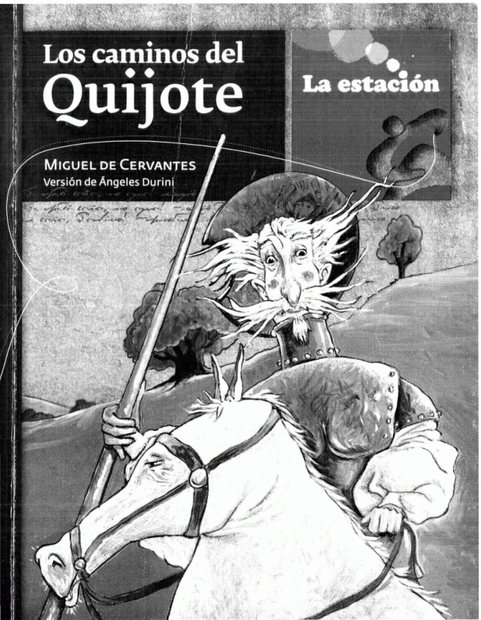 Los caminos del
Quijote
La estación
MIGUEL DE CERVANTES
Versión de Ángeles Durini